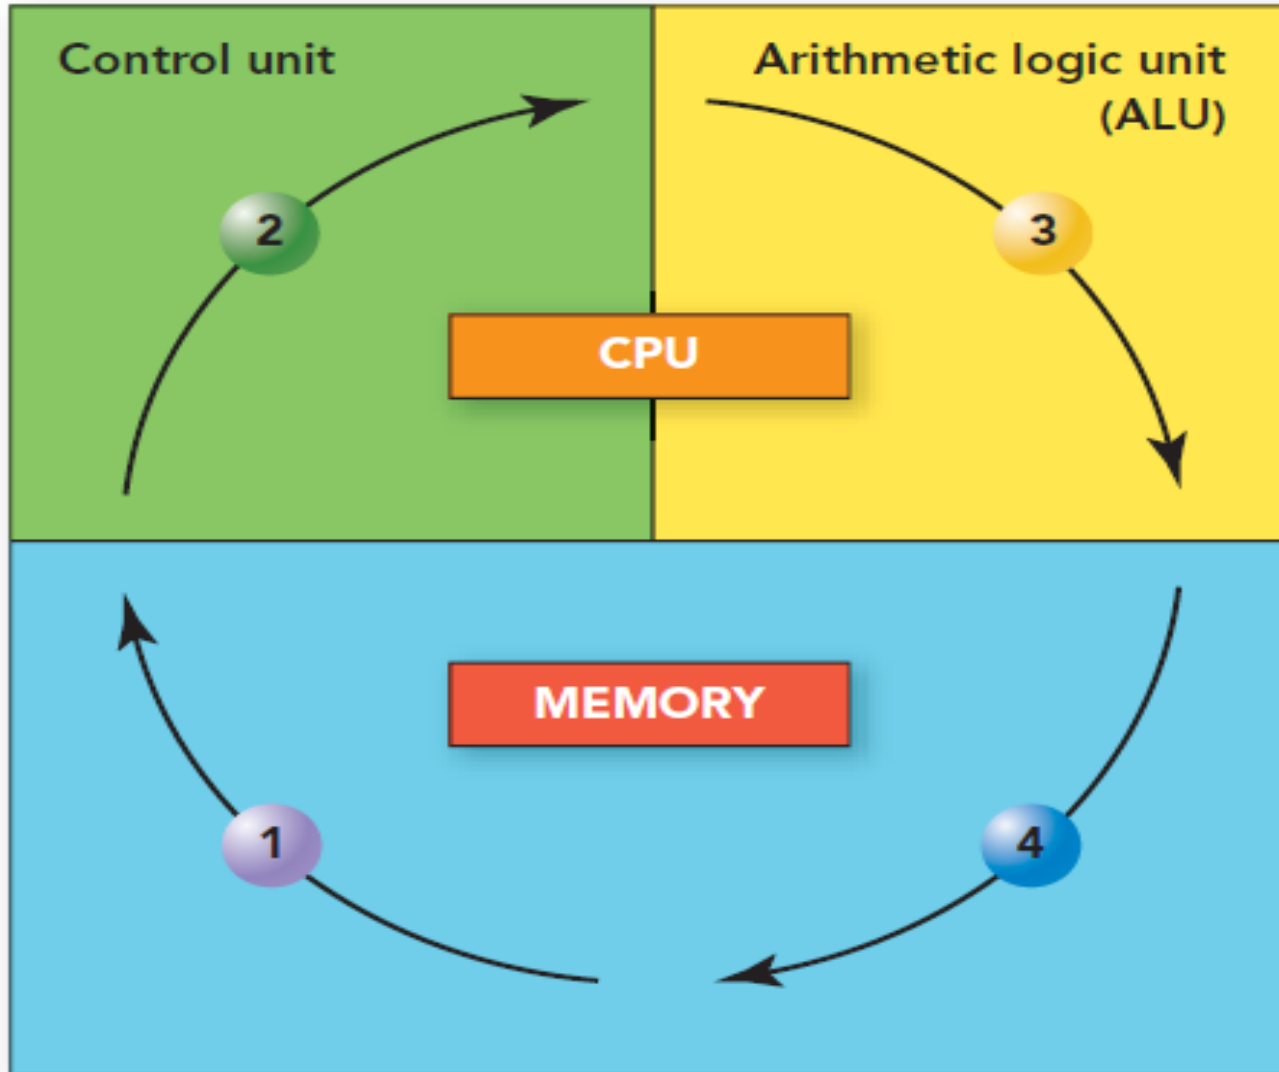 Control unit
Arithmetic logic unit
(ALU)
2
3
CPU
MEMORY
1
4